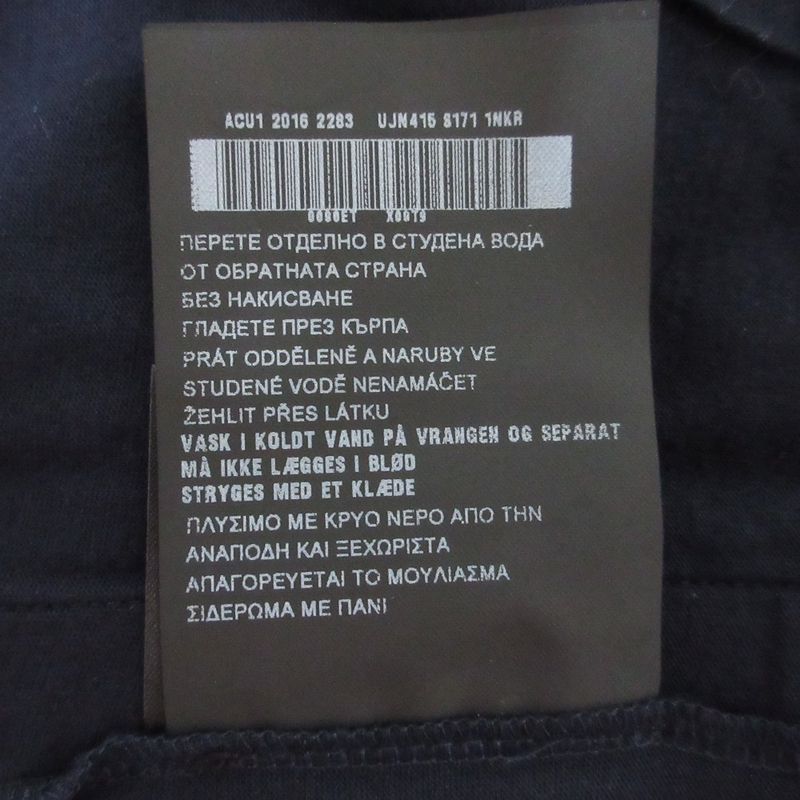 ACU1 2016 2283 UJN415 8171 1NKR
ПЕРЕТЕ ОТДЕЛНО В СТУДЕНА ВОДА
ОТ ОБРАТНАТА СТРАНА
БЕЗ НАКИСВАНЕ
ГЛАДЕТЕ ПРЕЗ КЪРПА
PRÁT ODDĚLENĚ A NARUBY VE
STUDENÉ VODĚ NENAMÁČET
ŽEHLIT PŘES LÁTKU
VASK I KOLDT VAND PÅ VRANGEN OG SEPARAT
MÅ IKKE LÆGGES I BLØD
STRYGES MED ET KLÆDE
ΠΛΥΣΙΜΟ ΜΕ ΚΡΥΟ ΝΕΡΟ ΑΠΟ ΤΗΝ
ΑΝΑΠΟΔΗ ΚΑΙ ΞΕΧΩΡΙΣΤΑ
ΑΠΑΓΟΡΕΥΕΤΑΙ ΤΟ ΜΟΥΛΙΑΣΜΑ
ΣΙΔΕΡΩΜΑ ΜΕ ΠΑΝΙ